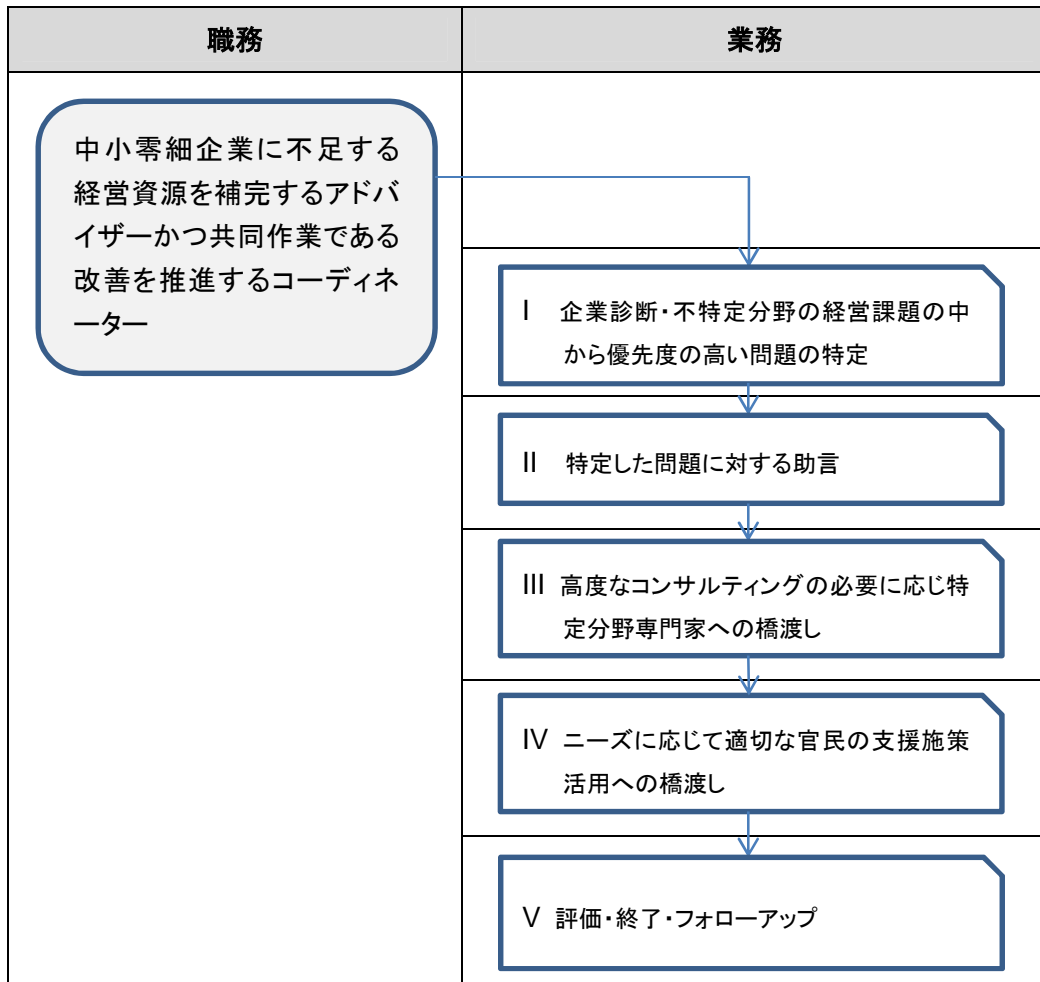 職務
業務
中小零細企業に不足する
経営資源を補完するアドバ
イザーかつ共同作業である
改善を推進するコーディネ
ーター
Ⅰ 企業診断・不特定分野の経営課題の中
から優先度の高い問題の特定
Ⅱ 特定した問題に対する助言
Ⅲ 高度なコンサルティングの必要に応じ特
定分野専門家への橋渡し
Ⅳ ニーズに応じて適切な官民の支援施策
活用への橋渡し
Ⅴ 評価・終了・フォローアップ